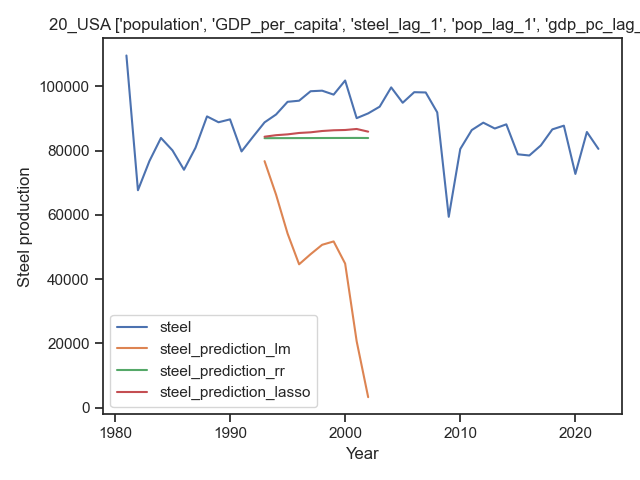 20_USA ['population', 'GDP_per_capita', 'steel_lag_1', 'pop_lag_1', 'gdp_pc_lag_
Steel production
100000
80000
60000
40000
20000
0
steel
steel_prediction_lm
steel_prediction_rr
steel_prediction_lasso
1980
1990
2000
2010
2020
Year